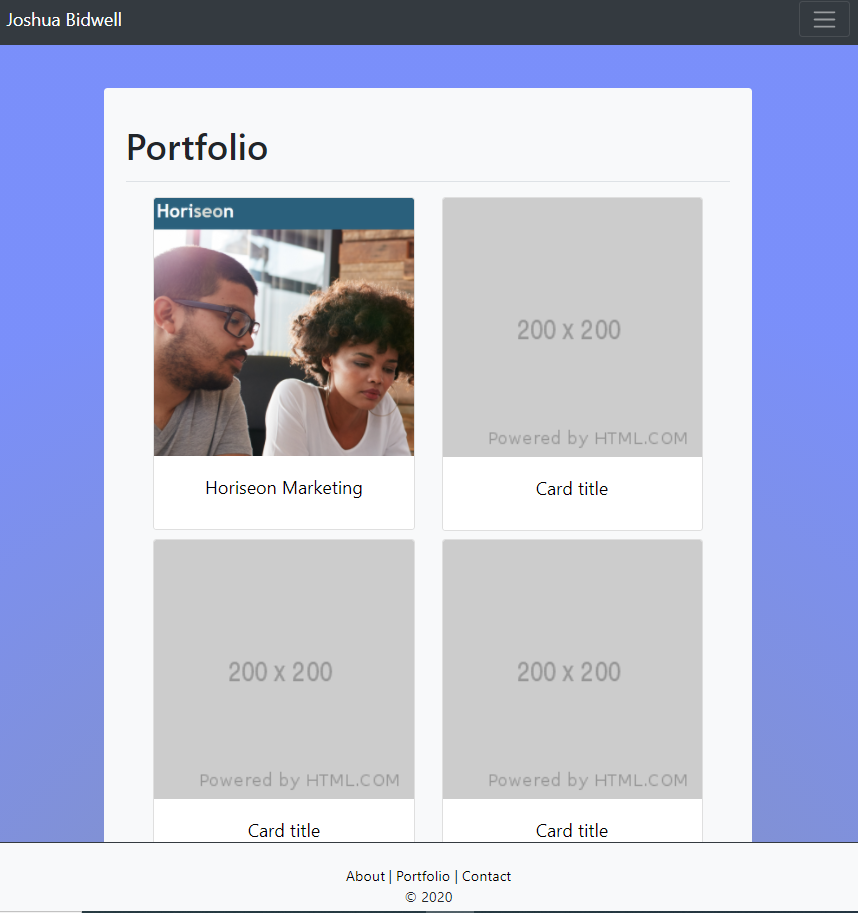 Joshua Bidwell
Portfolio
Horiseon
Horiseon Marketing
200 x 200
Powered by HTML.COM
Card title
200 x 200
Powered by HTML.COM
Card title
200 x 200
Powered by HTML.COM
Card title
About | Portfolio | Contact
© 2020